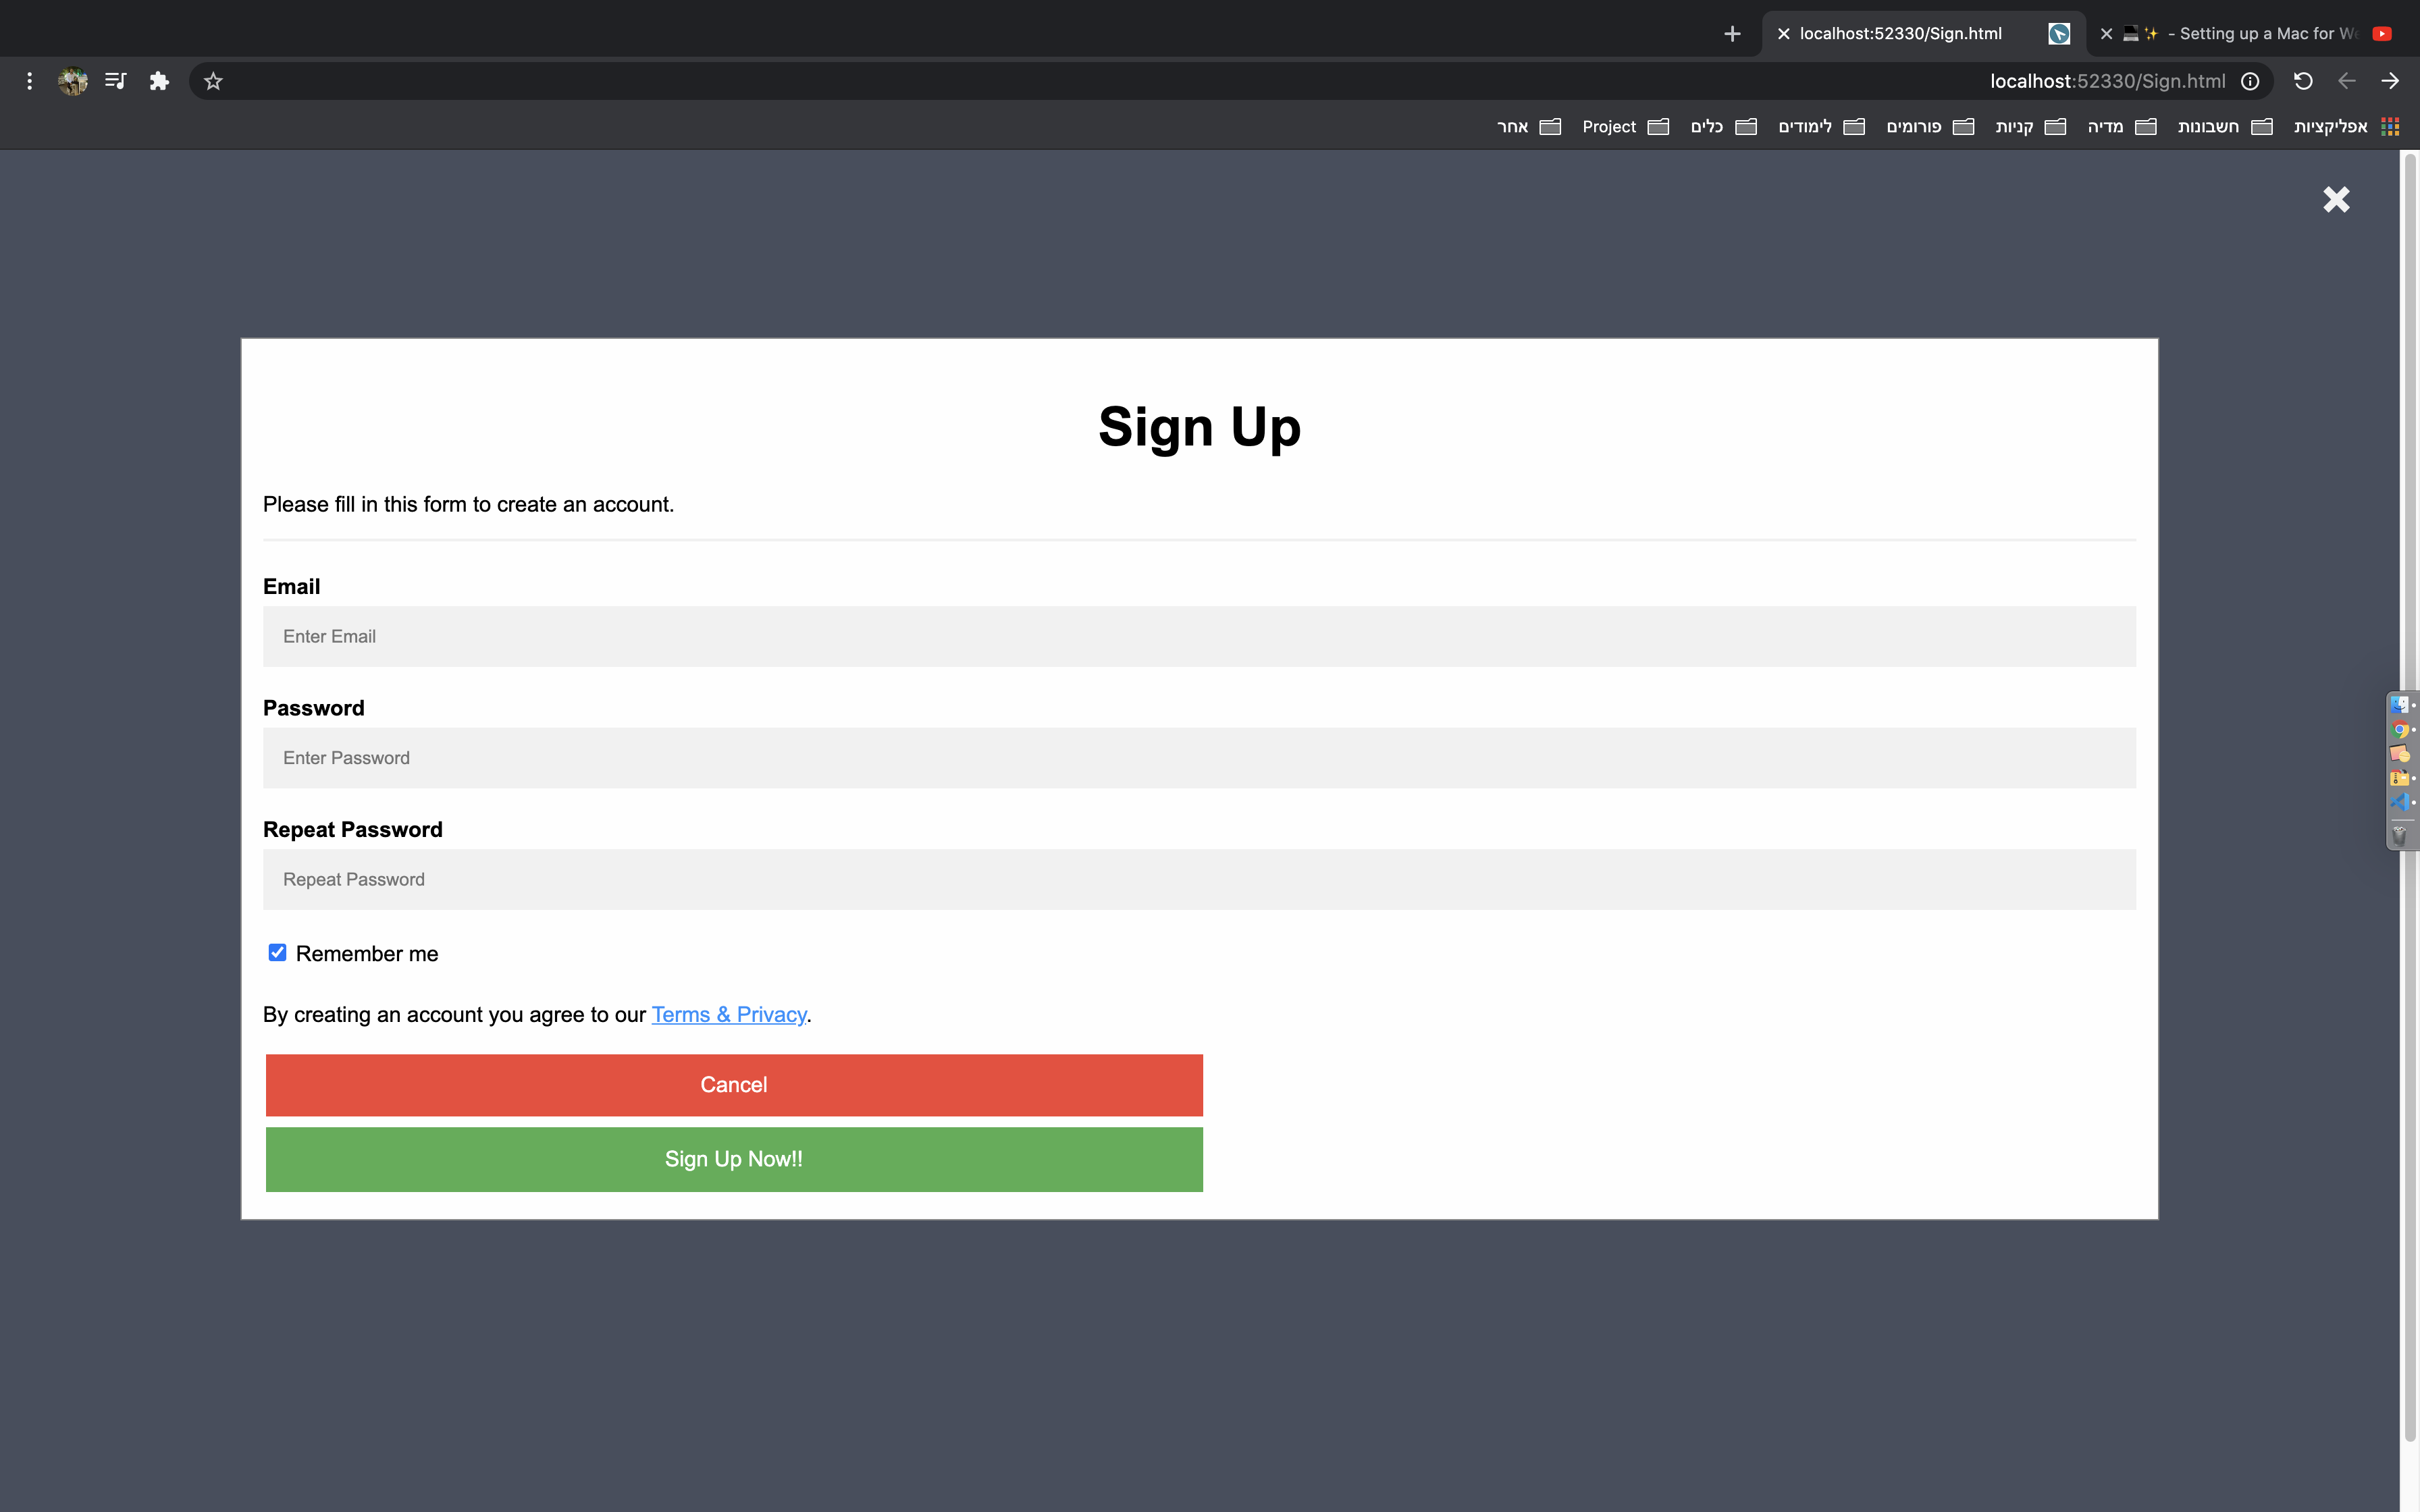 localhost:52330/Sign.html
- Setting up a Mac for We
localhost:52330/Sign.html
אפליקציות חשבונות מדיה קניות פורומים לימודים כלים Project אחר
Sign Up
Please fill in this form to create an account.
Email
Enter Email
Password
Enter Password
Repeat Password
Repeat Password
Remember me
By creating an account you agree to our Terms & Privacy.
Cancel
Sign Up Now!!